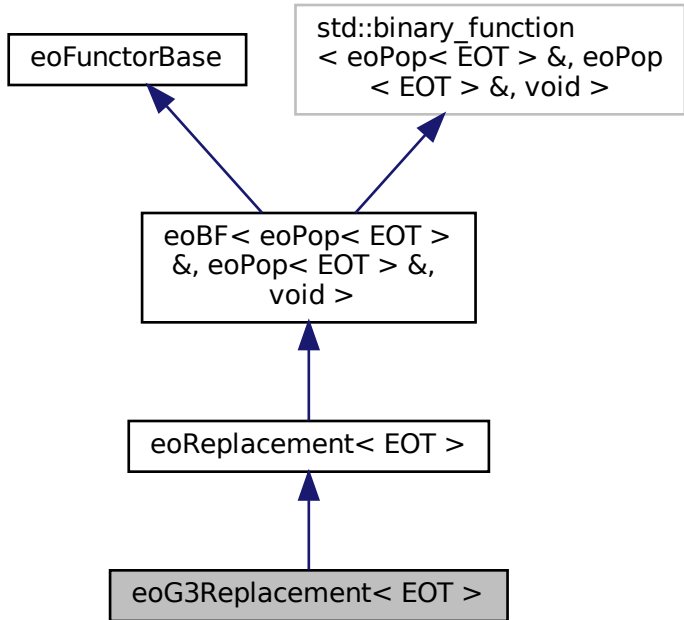 eoFunctorBase
std::binary_function
< eoPop< EOT > &, eoPop
< EOT > &, void >
eoBF< eoPop< EOT >
&, eoPop< EOT > &,
void >
eoReplacement< EOT >
eoG3Replacement< EOT >